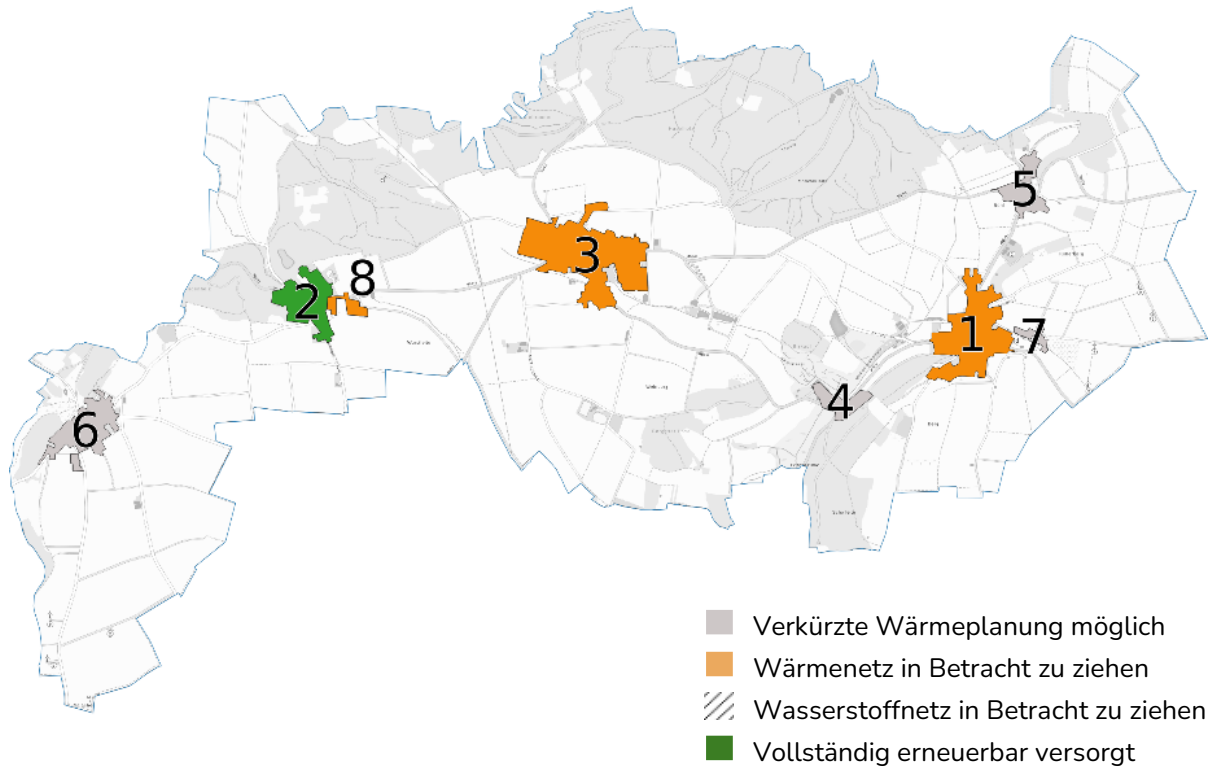 5
3
8
2
1
7
4
6
Verkürzte Wärmeplanung möglich
Wärmenetz in Betracht zu ziehen
Wasserstoffnetz in Betracht zu ziehen
Vollständig erneuerbar versorgt